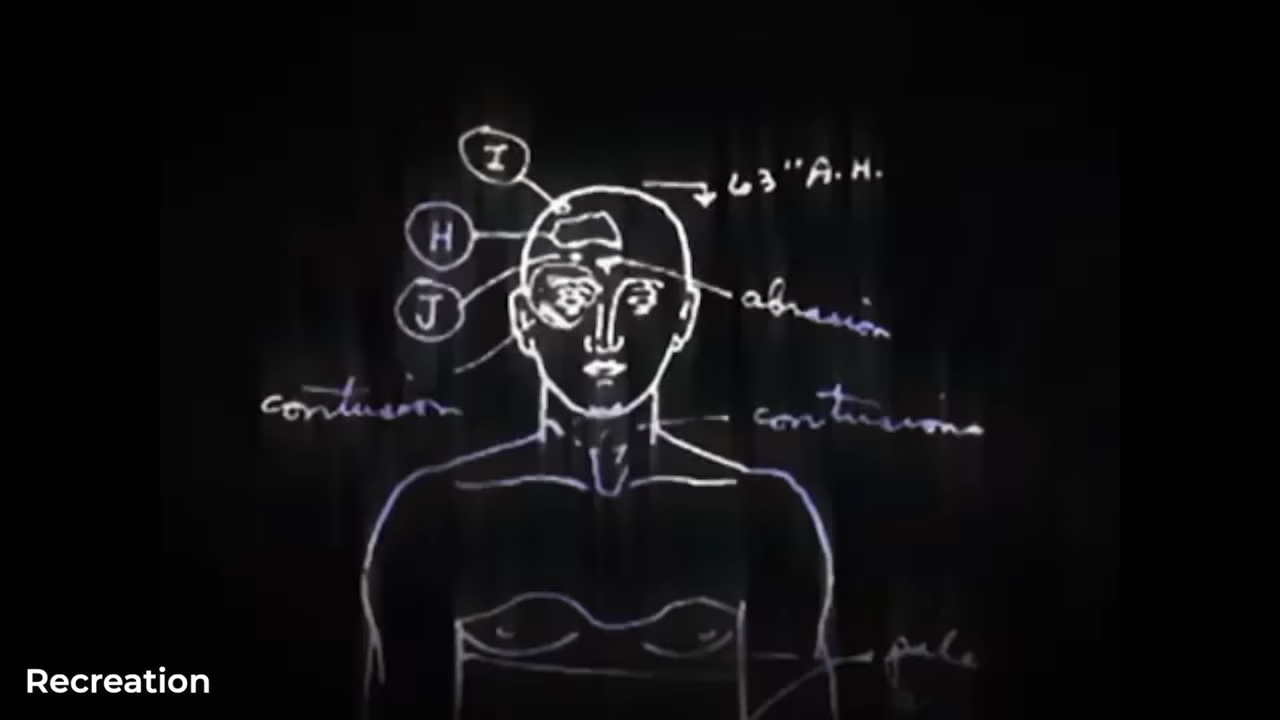 I
63" A.H.
H
abrasion
J
contusion
contusions
pale
Recreation